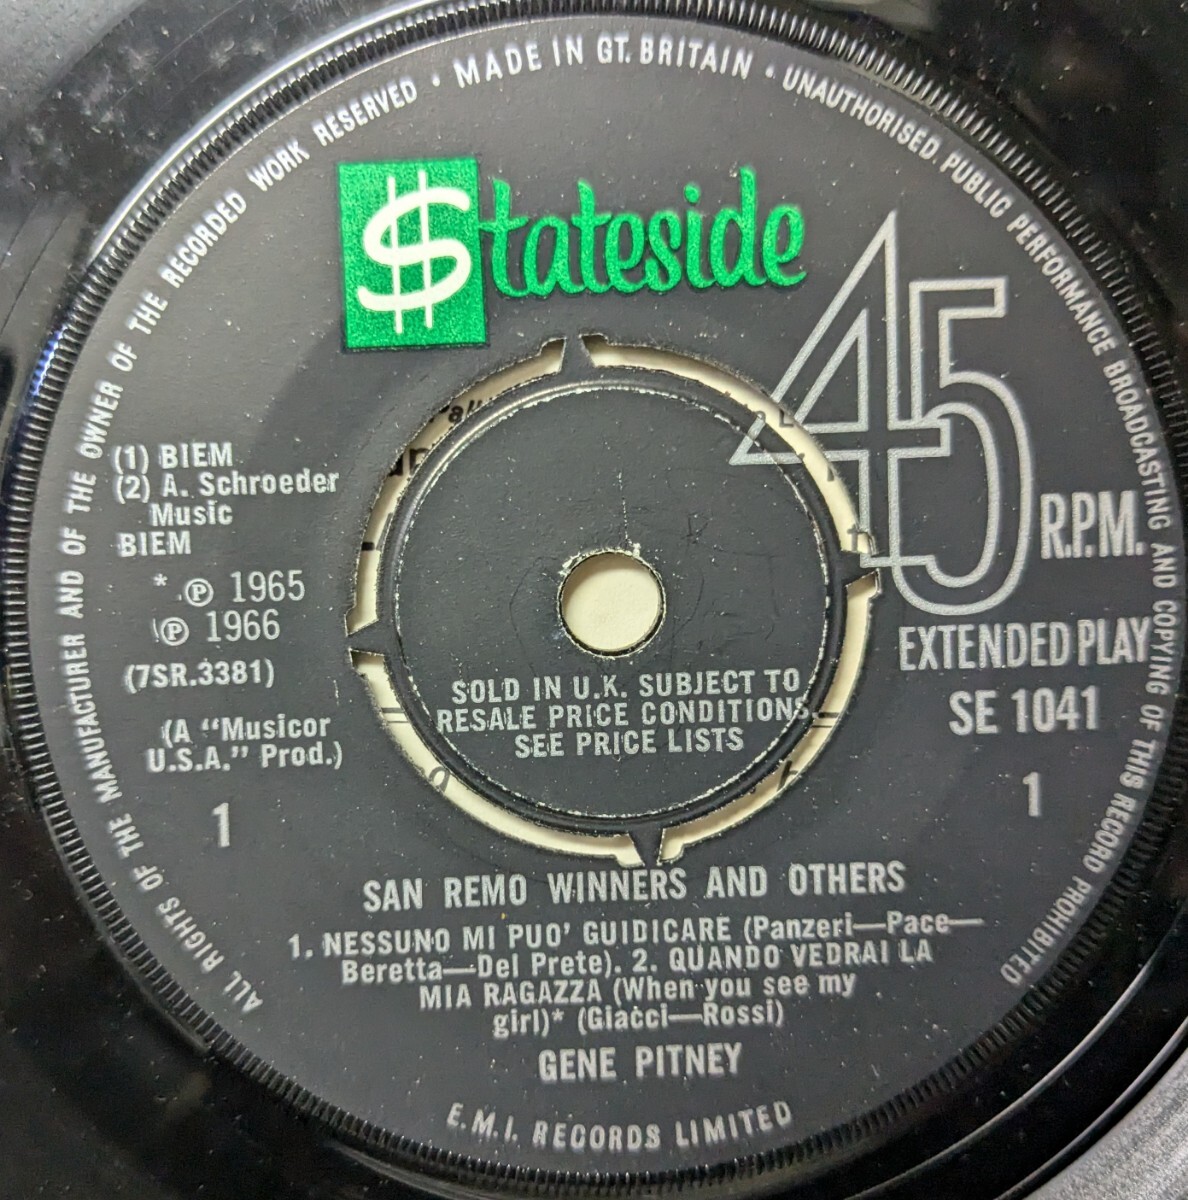 ALL RIGHTS OF THE MANUFACTURER AND OF THE OWNER OF THE RECORDED WORK RESERVED · MADE IN GT. BRITAIN · UNAUTHORISED PUBLIC PERFORMANCE BROADCASTING AND COPYING OF THIS RECORD PROHIBITED
$tateside
45 R.P.M.
EXTENDED PLAY
SE 1041
1
(1) BIEM
(2) A. Schroeder
Music
BIEM
* ℗ 1965
℗ 1966
(7SR.3381)
(A “Musicor
U.S.A.” Prod.)
1
SOLD IN U.K. SUBJECT TO
RESALE PRICE CONDITIONS,
SEE PRICE LISTS
SAN REMO WINNERS AND OTHERS
1. NESSUNO MI PUO' GUIDICARE (Panzeri—Pace—
Beretta—Del Prete). 2. QUANDO VEDRAI LA
MIA RAGAZZA (When you see my
girl)* (Giacci—Rossi)
GENE PITNEY
E.M.I. RECORDS LIMITED